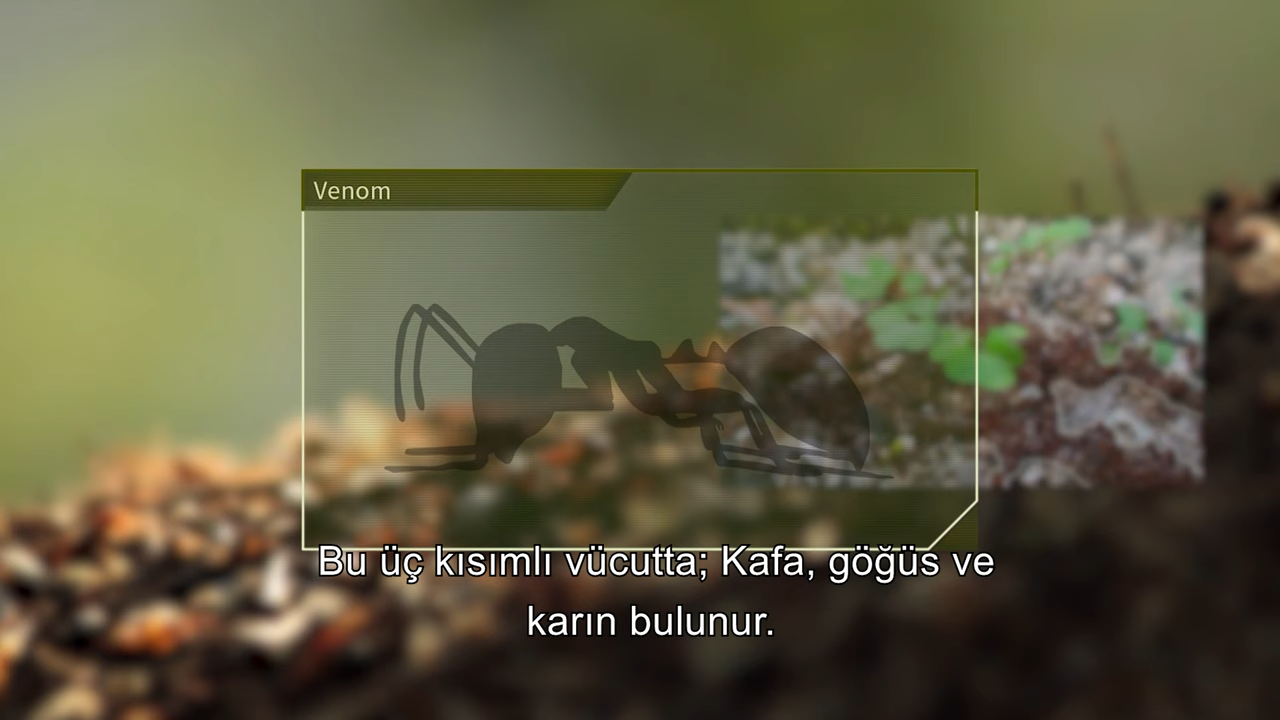 Venom
Bu üç kısımlı vücutta; Kafa, göğüs ve
karın bulunur.